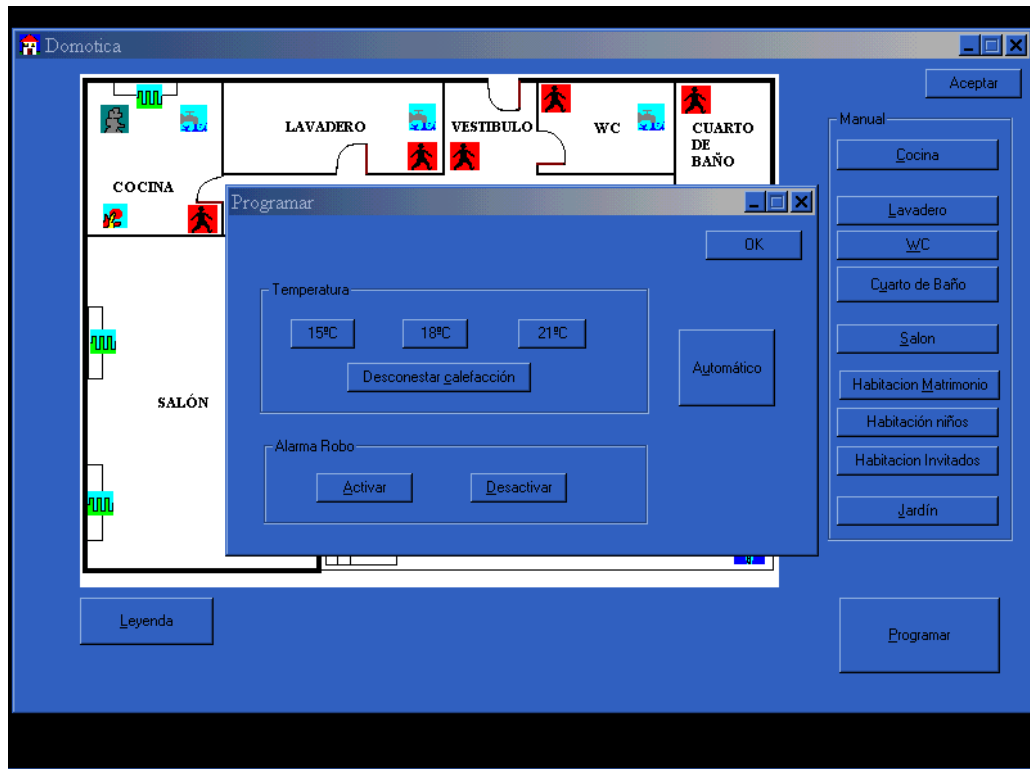 Domotica
Aceptar
LAVADERO
VESTIBULO
WC
CUARTO
DE
BAÑO
COCINA
SALÓN
Manual
Cocina
Lavadero
WC
Cuarto de Baño
Salon
Habitacion Matrimonio
Habitación niños
Habitacion Invitados
Jardín
Programar
OK
Temperatura
15ºC
18ºC
21ºC
Desconestar calefacción
Automático
Alarma Robo
Activar
Desactivar
Leyenda
Programar